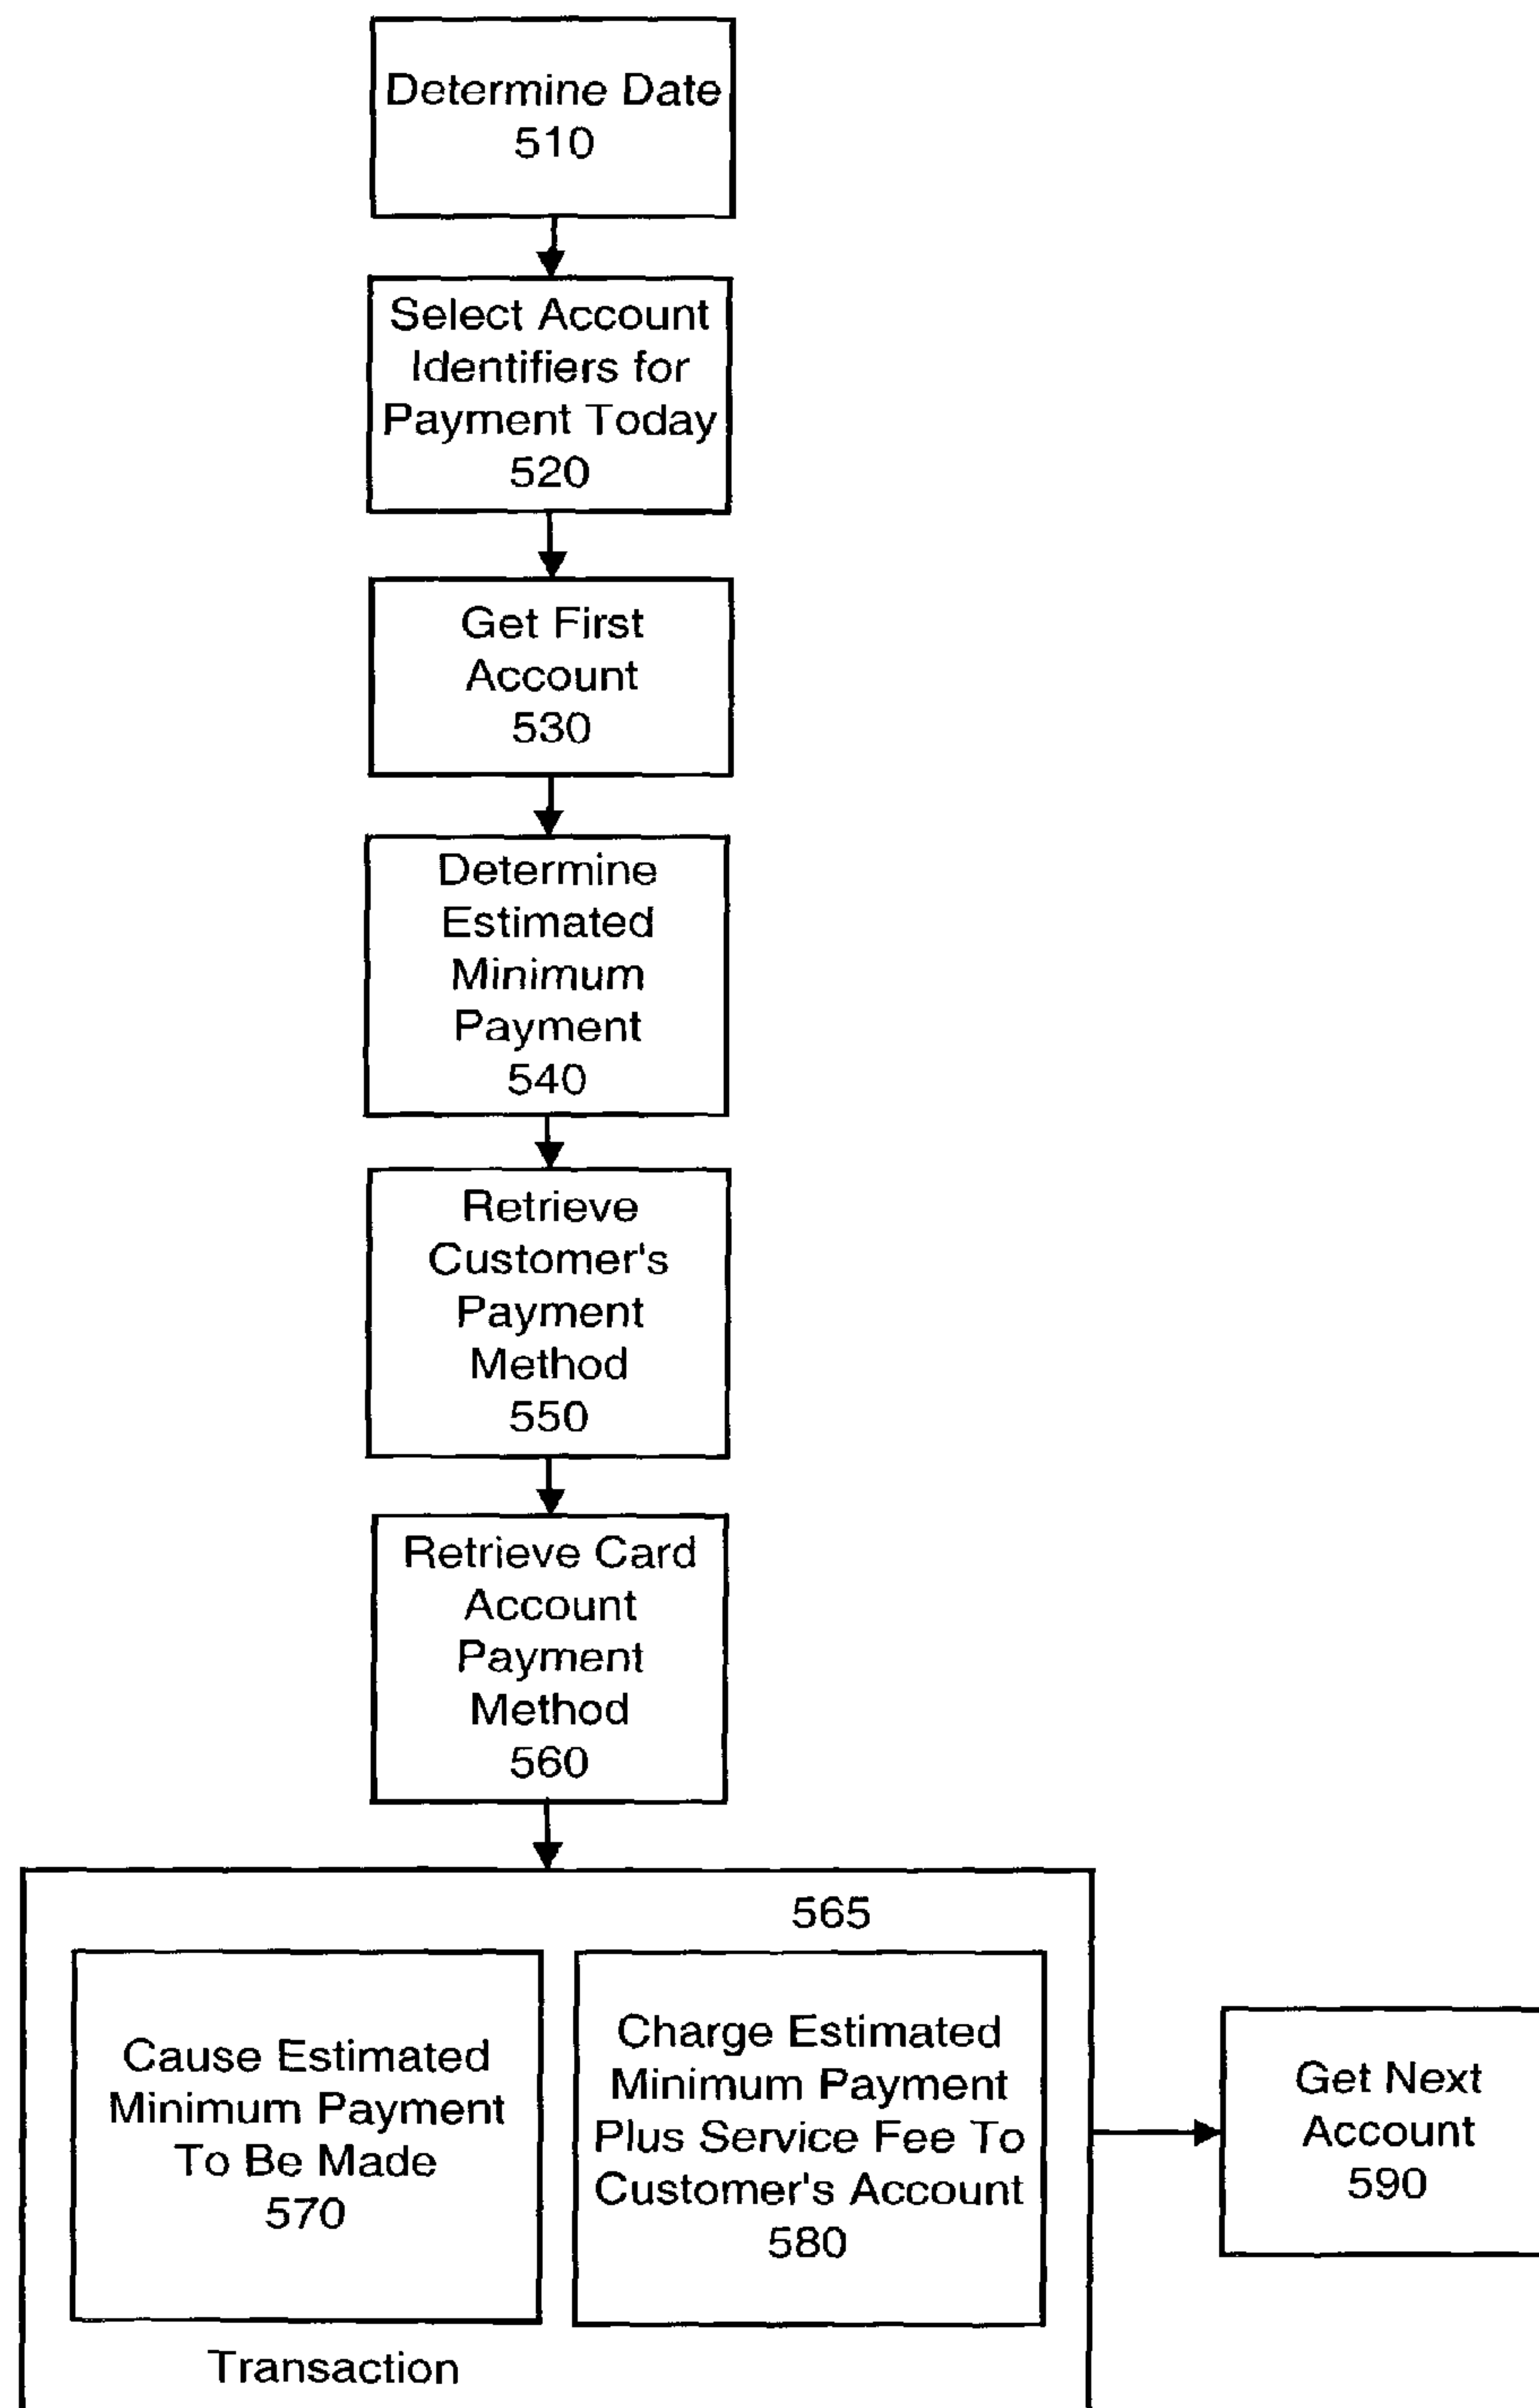 Determine Date
510
Select Account
Identifiers for
Payment Today
520
Get First
Account
530
Determine
Estimated
Minimum
Payment
540
Retrieve
Customer's
Payment
Method
550
Retrieve Card
Account
Payment
Method
560
565
Cause Estimated
Minimum Payment
To Be Made
570
Charge Estimated
Minimum Payment
Plus Service Fee To
Customer's Account
580
Transaction
Get Next
Account
590